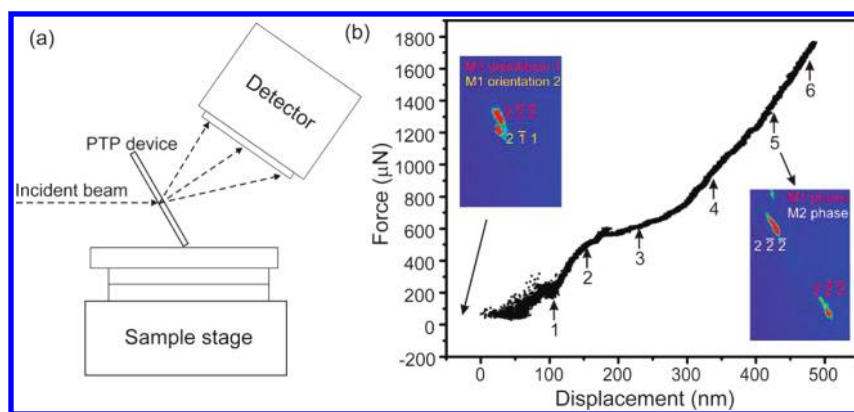 (a)
Detector
PTP device
Incident beam
Sample stage
(b)
Force (μN)
1800
1600
1400
1200
1000
800
600
400
200
0
-200
0
100
200
300
400
500
Displacement (nm)
M1 orientation 1
M1 orientation 2
2 1̅ 1
1
2
3
4
5
6
M1 phase
M2 phase
2 2̅ 2̅